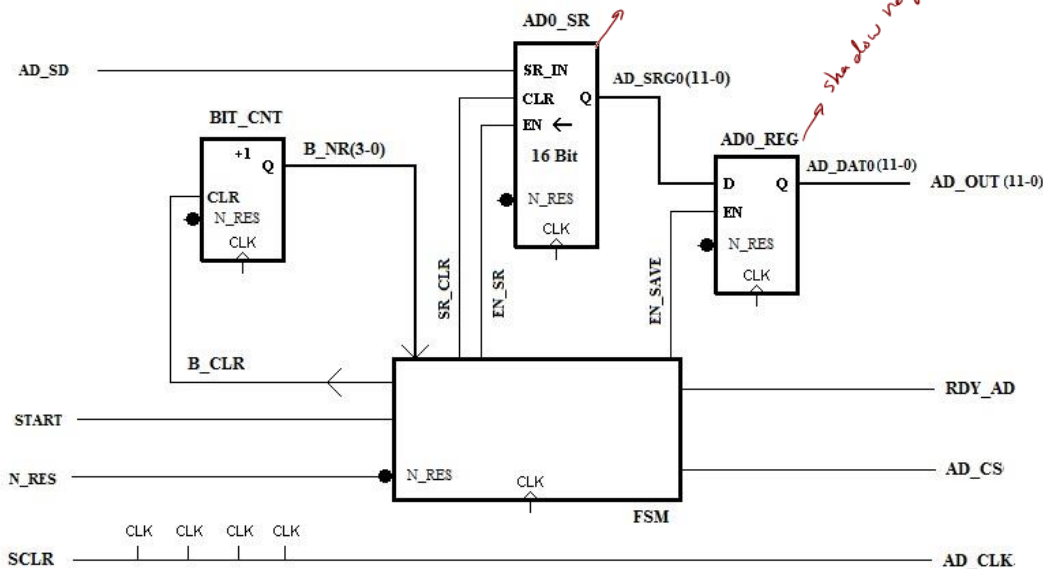 AD0_SR
AD_SD
SR_IN
CLR
Q
EN
16 Bit
N_RES
CLK
AD_SRG0(11-0)
shadow
BIT_CNT
+1
Q
CLR
N_RES
CLK
B_NR(3-0)
AD0_REG
D
Q
EN
N_RES
CLK
AD_DAT0(11-0)
AD_OUT(11-0)
SR_CLR
EN_SR
EN_SAVE
B_CLR
START
N_RES
N_RES
CLK
FSM
RDY_AD
AD_CS
CLK
CLK
CLK
CLK
SCLR
AD_CLK